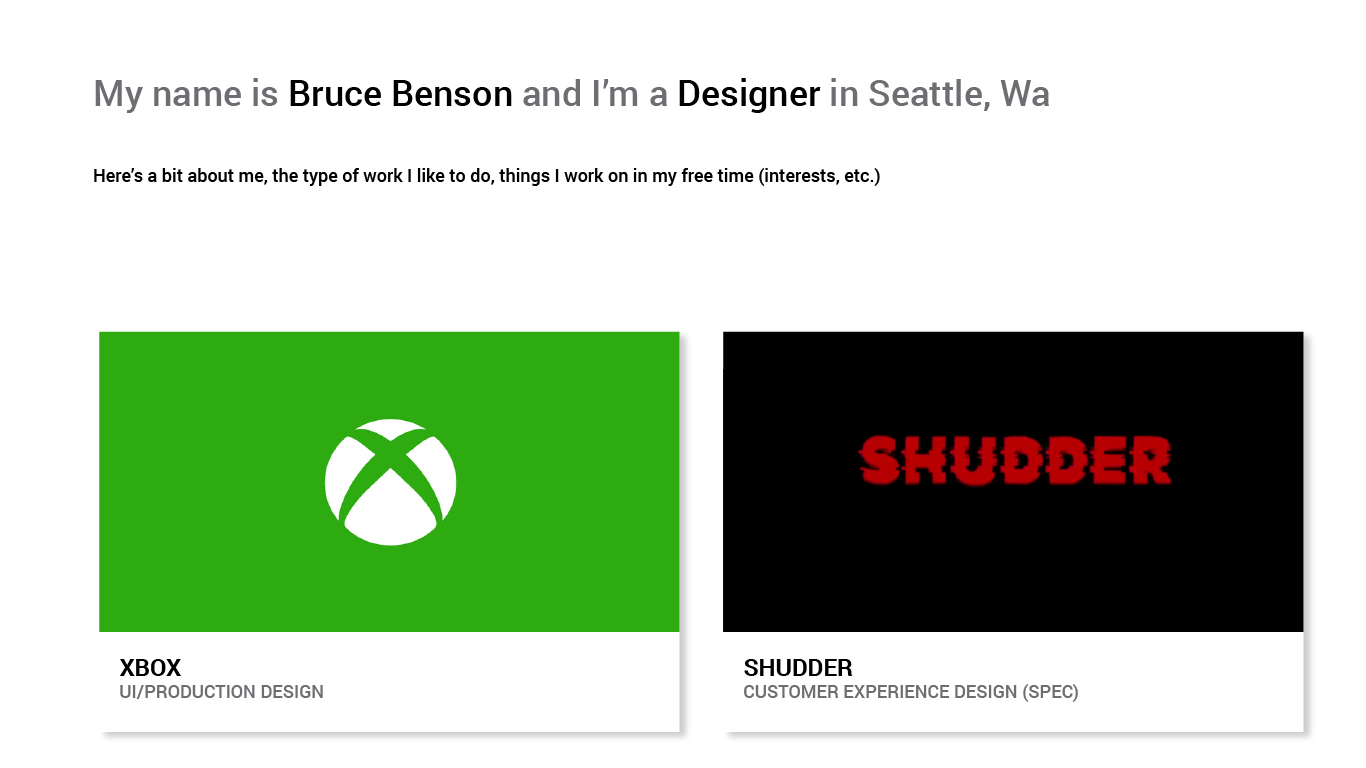 My name is Bruce Benson and I’m a Designer in Seattle, Wa
Here’s a bit about me, the type of work I like to do, things I work on in my free time (interests, etc.)
SHUDDER
XBOX
UI/PRODUCTION DESIGN
SHUDDER
CUSTOMER EXPERIENCE DESIGN (SPEC)